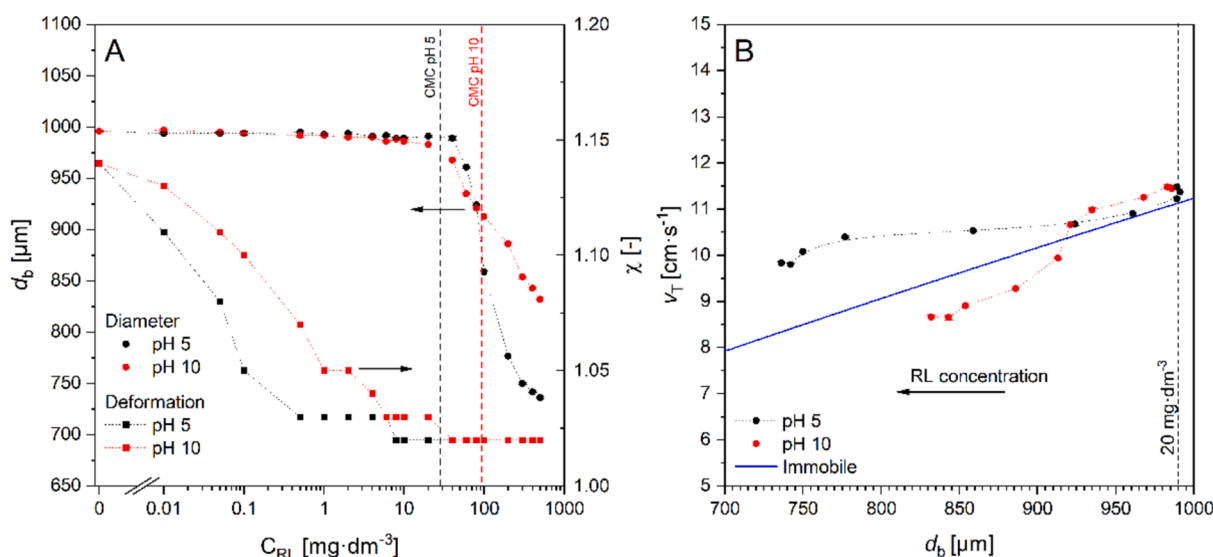 A
1100
1050
1000
950
900
850
800
750
700
650
d_b [µm]
Diameter
pH 5
pH 10
Deformation
pH 5
pH 10
CMC pH 5
CMC pH 10
1.20
1.15
1.10
1.05
1.00
χ [-]
0 0.01 0.1 1 10 100 1000
C_RL [mg·dm⁻³]
B
15
14
13
12
11
10
9
8
7
6
5
v_T [cm·s⁻¹]
RL concentration
20 mg·dm⁻³
pH 5
pH 10
Immobile
700 750 800 850 900 950 1000
d_b [µm]